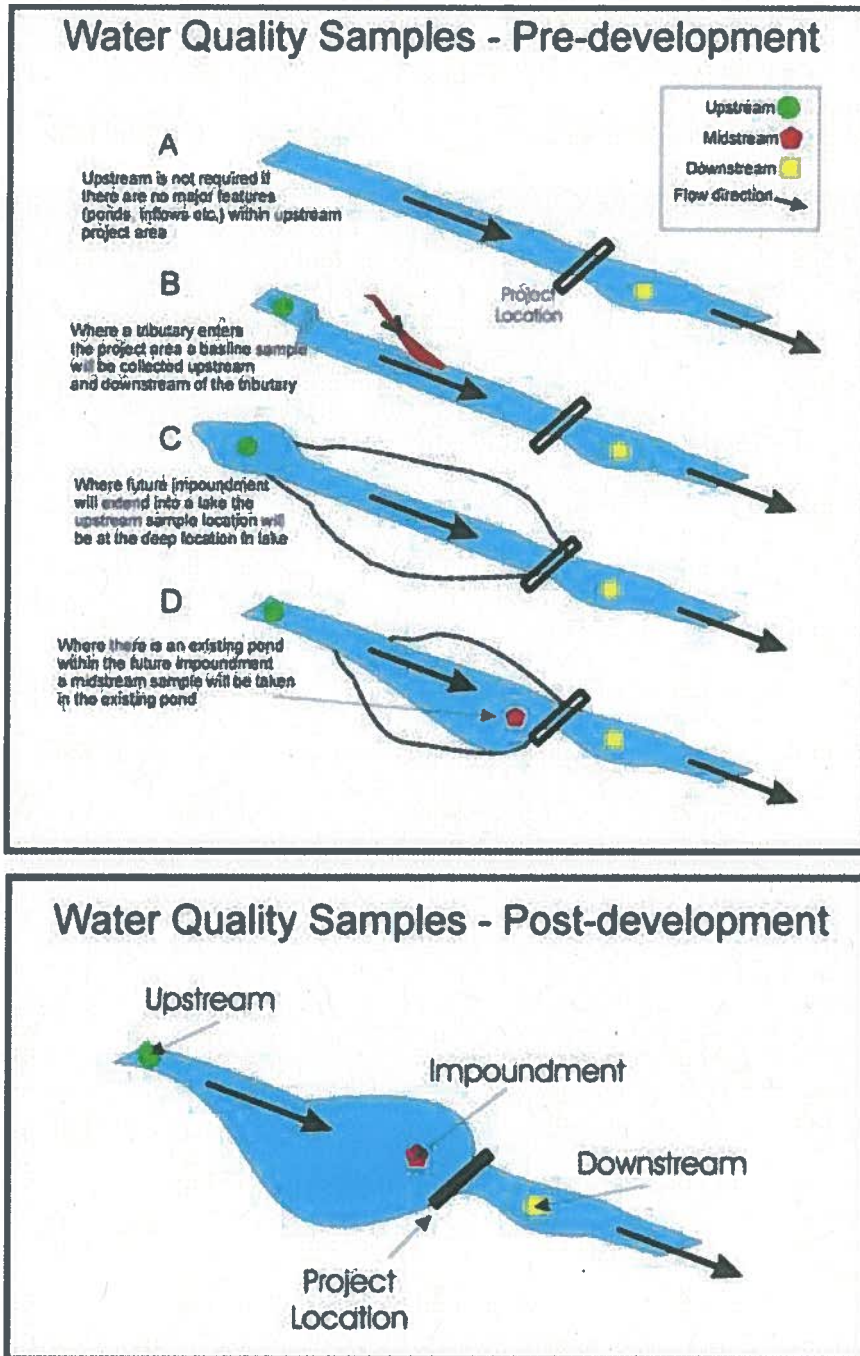 Water Quality Samples - Pre-development
Upstream
Midstream
Downstream
Flow direction
A
Upstream is not required if
there are no major features
(ponds, inflows etc.) within upstream
project area
Project
Location
B
Where a tributary enters
the project area a basline sample
will be collected upstream
and downstream of the tributary
C
Where future impoundment
will extend into a lake the
upstream sample location will
be at the deep location in lake
D
Where there is an existing pond
within the future impoundment
a midstream sample will be taken
in the existing pond
Water Quality Samples - Post-development
Upstream
Impoundment
Downstream
Project
Location